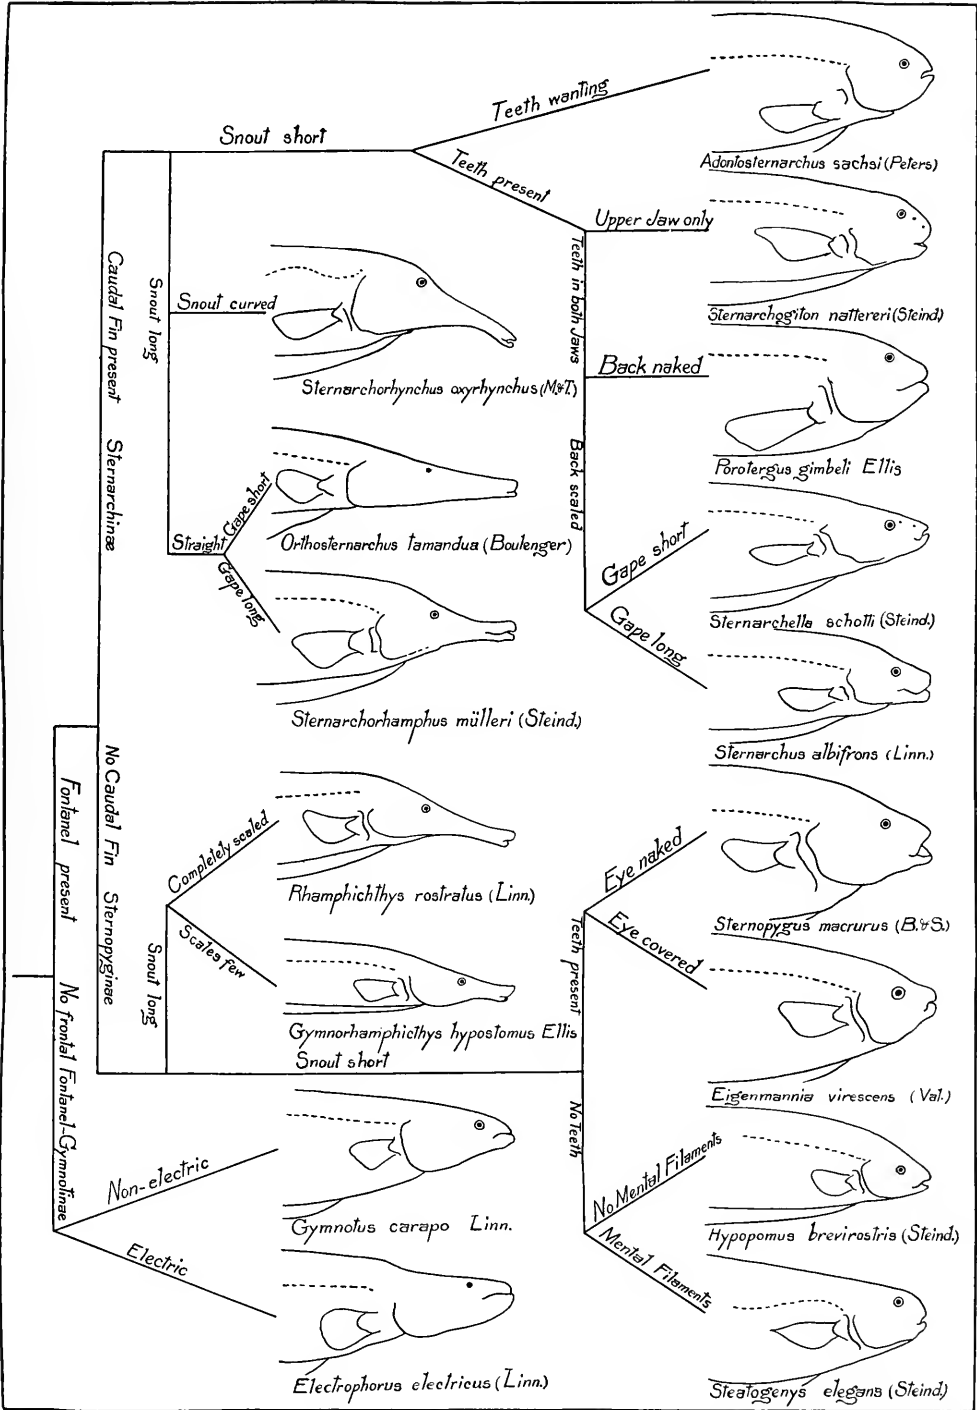 Teeth wanting
Snout short
Adontosternarchus sachsi (Peters)
Teeth present
Upper Jaw only
Teeth in both Jaws
Sternarchogiton nattereri (Steind.)
Caudal Fin present
Snout long
Snout curved
Sternarchorhynchus oxyrhynchus (M.&T.)
Back naked
Porotergus gimbeli Ellis
Back scaled
Sternarchinæ
Straight
Gape short
Orthosternarchus tamandua (Boulenger)
Gape long
Sternarchorhamphus mülleri (Steind.)
Gape short
Sternarchella schotti (Steind.)
Gape long
Sternarchus albifrons (Linn.)
Fontanel present
No Caudal Fin Sternopyginae
Snout long
Completely scaled
Rhamphichthys rostratus (Linn.)
Scales few
Gymnorhamphicthys hypostomus Ellis
Snout short
Teeth present
Eye naked
Sternopygus macrurus (B.&S.)
Eye covered
Eigenmannia virescens (Val.)
No Teeth
No Mental Filaments
Hypopomus brevirostris (Steind.)
Mental Filaments
Steatogenys elegans (Steind.)
No frontal Fontanel-Gymnotinae
Non-electric
Gymnotus carapo Linn.
Electric
Electrophorus electricus (Linn.)